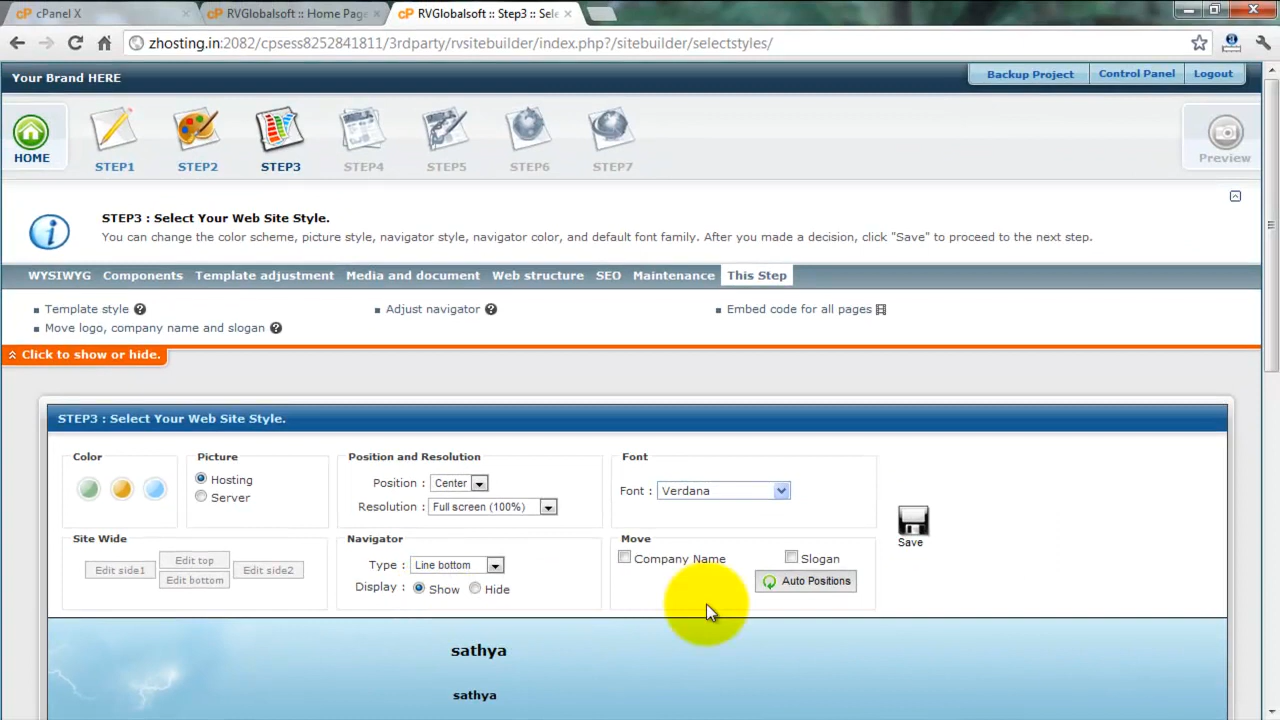 cPanel X
RVGlobalsoft :: Home Page
RVGlobalsoft :: Step3 :: Sele
zhosting.in:2082/cpsess8252841811/3rdparty/rvsitebuilder/index.php?/sitebuilder/selectstyles/
Your Brand HERE
Backup Project
Control Panel
Logout
HOME
STEP1
STEP2
STEP3
STEP4
STEP5
STEP6
STEP7
Preview
STEP3 : Select Your Web Site Style.
You can change the color scheme, picture style, navigator style, navigator color, and default font family. After you made a decision, click "Save" to proceed to the next step.
WYSIWYG Components Template adjustment Media and document Web structure SEO Maintenance This Step
Template style
Adjust navigator
Embed code for all pages
Move logo, company name and slogan
Click to show or hide.
STEP3 : Select Your Web Site Style.
Color
Picture
Hosting
Server
Position and Resolution
Position : Center
Resolution : Full screen (100%)
Font
Font : Verdana
Save
Site Wide
Edit top
Edit side1
Edit side2
Edit bottom
Navigator
Type : Line bottom
Display : Show Hide
Move
Company Name
Slogan
Auto Positions
sathya
sathya